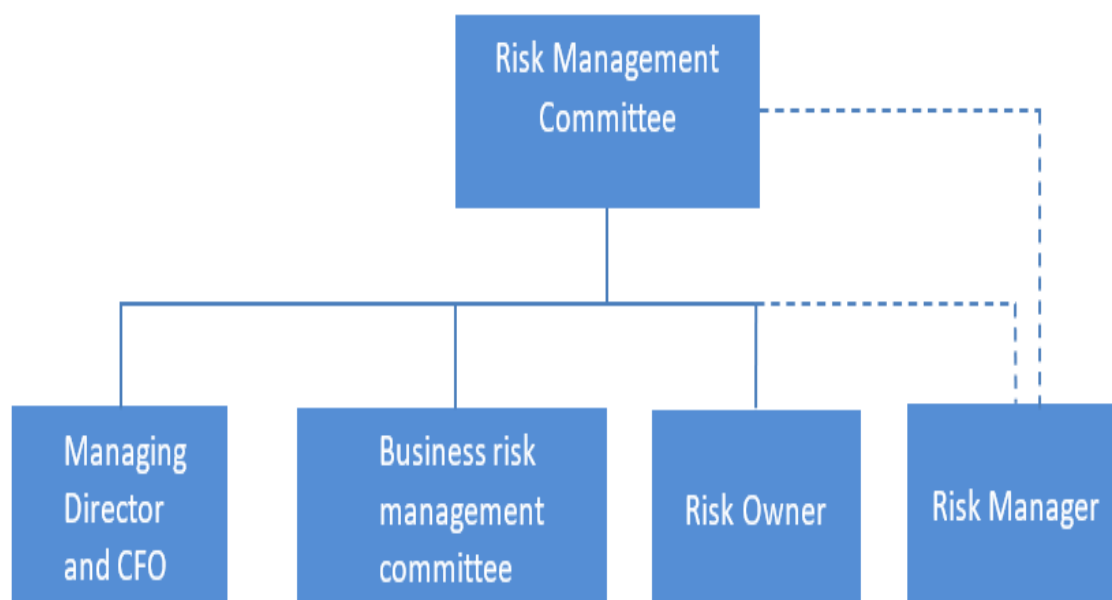 Risk Management
Committee
Managing
Director
and CFO
Business risk
management
committee
Risk Owner
Risk Manager